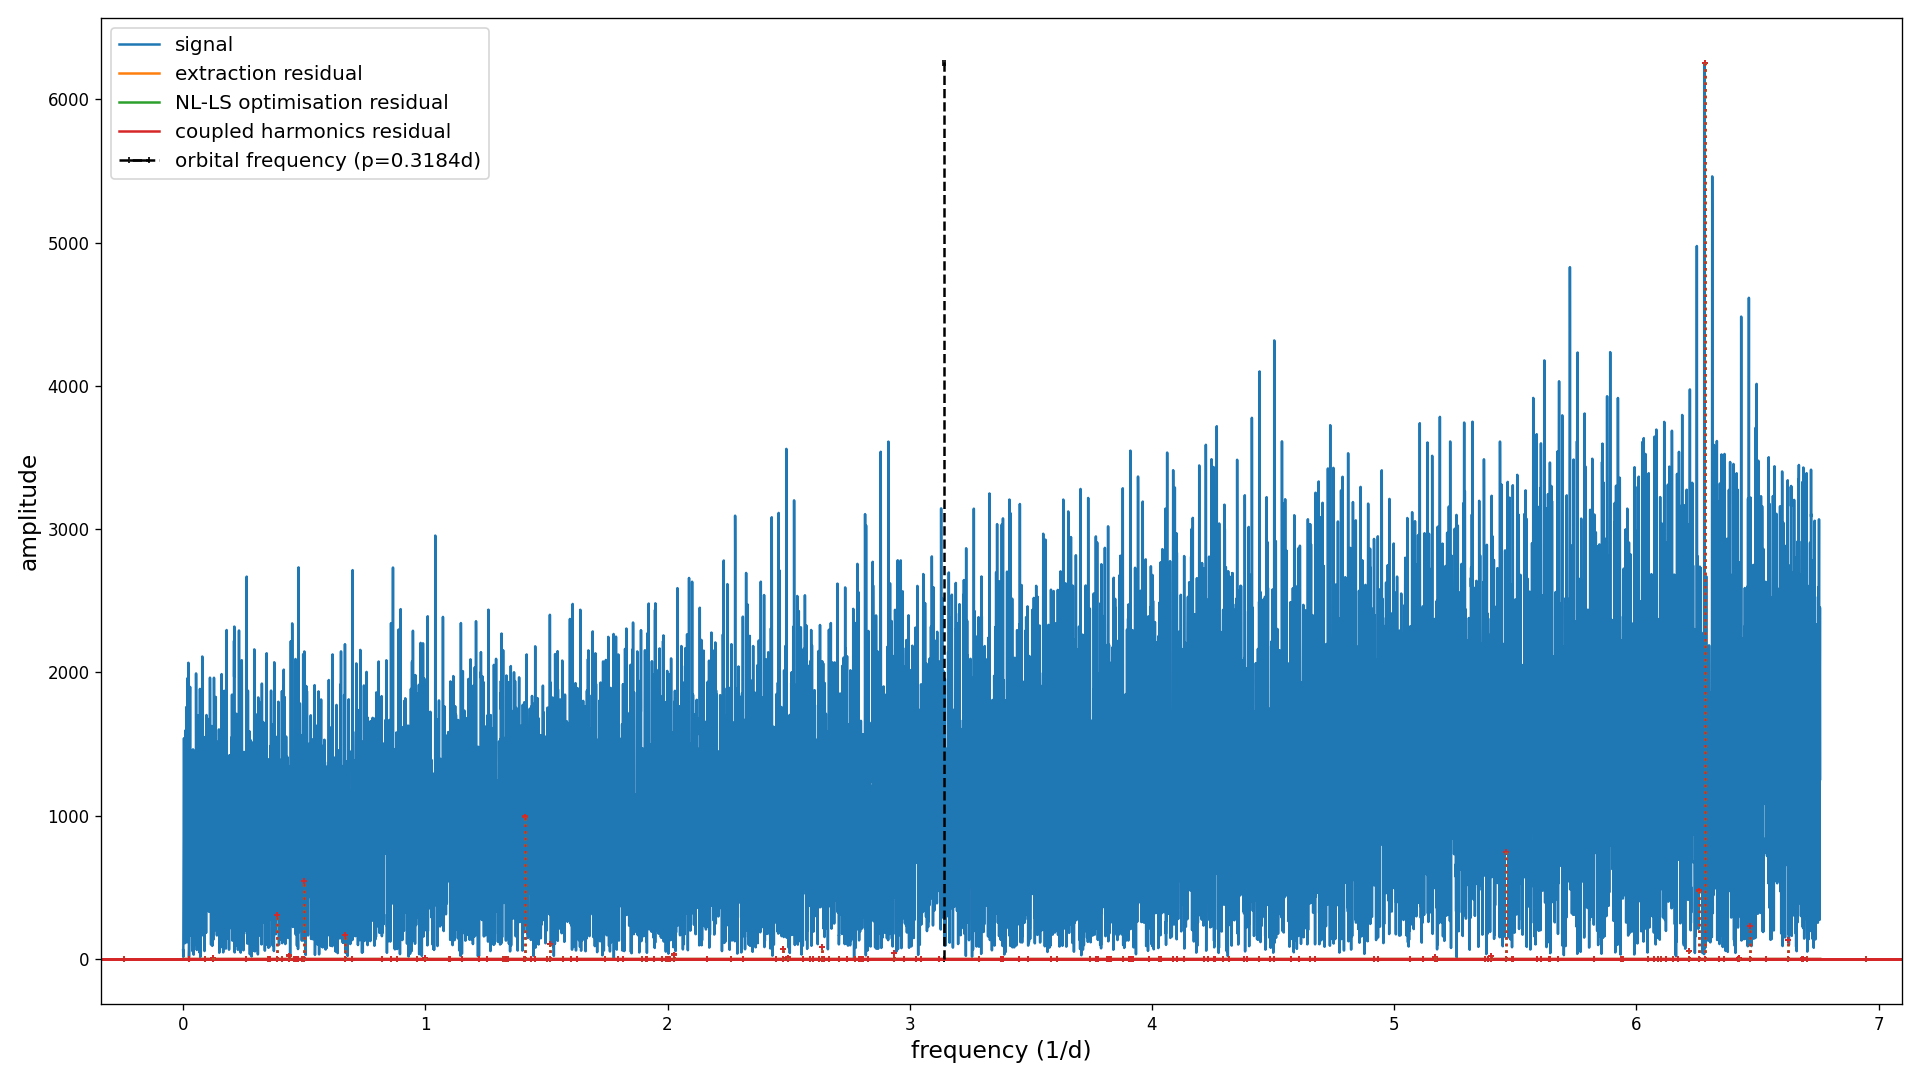 signal
extraction residual
NL-LS optimisation residual
coupled harmonics residual
orbital frequency (p=0.3184d)
6000
5000
4000
3000
2000
1000
0
amplitude
0 1 2 3 4 5 6 7
frequency (1/d)